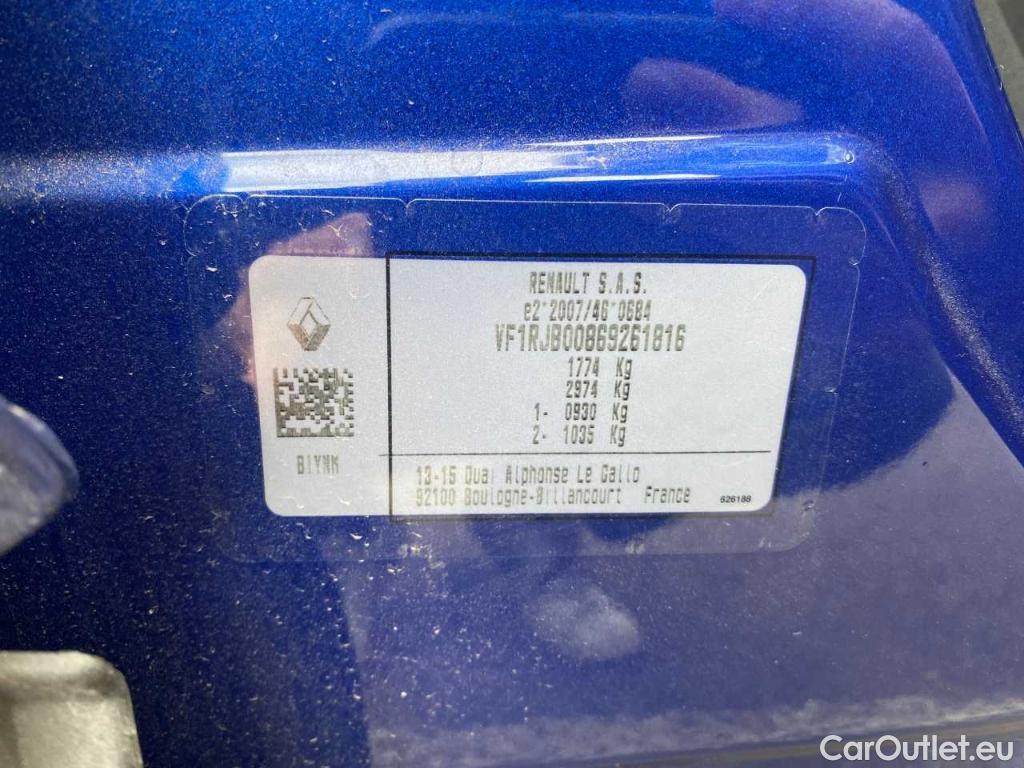 RENAULT S.A.S.
e2*2007/46*0684
VF1RJB00869261816
1774 Kg
2974 Kg
1- 0930 Kg
2- 1035 Kg
B1YNM
13-15 Quai Alphonse Le Gallo
92100 Boulogne-Billancourt France
626188
CarOutlet.eu